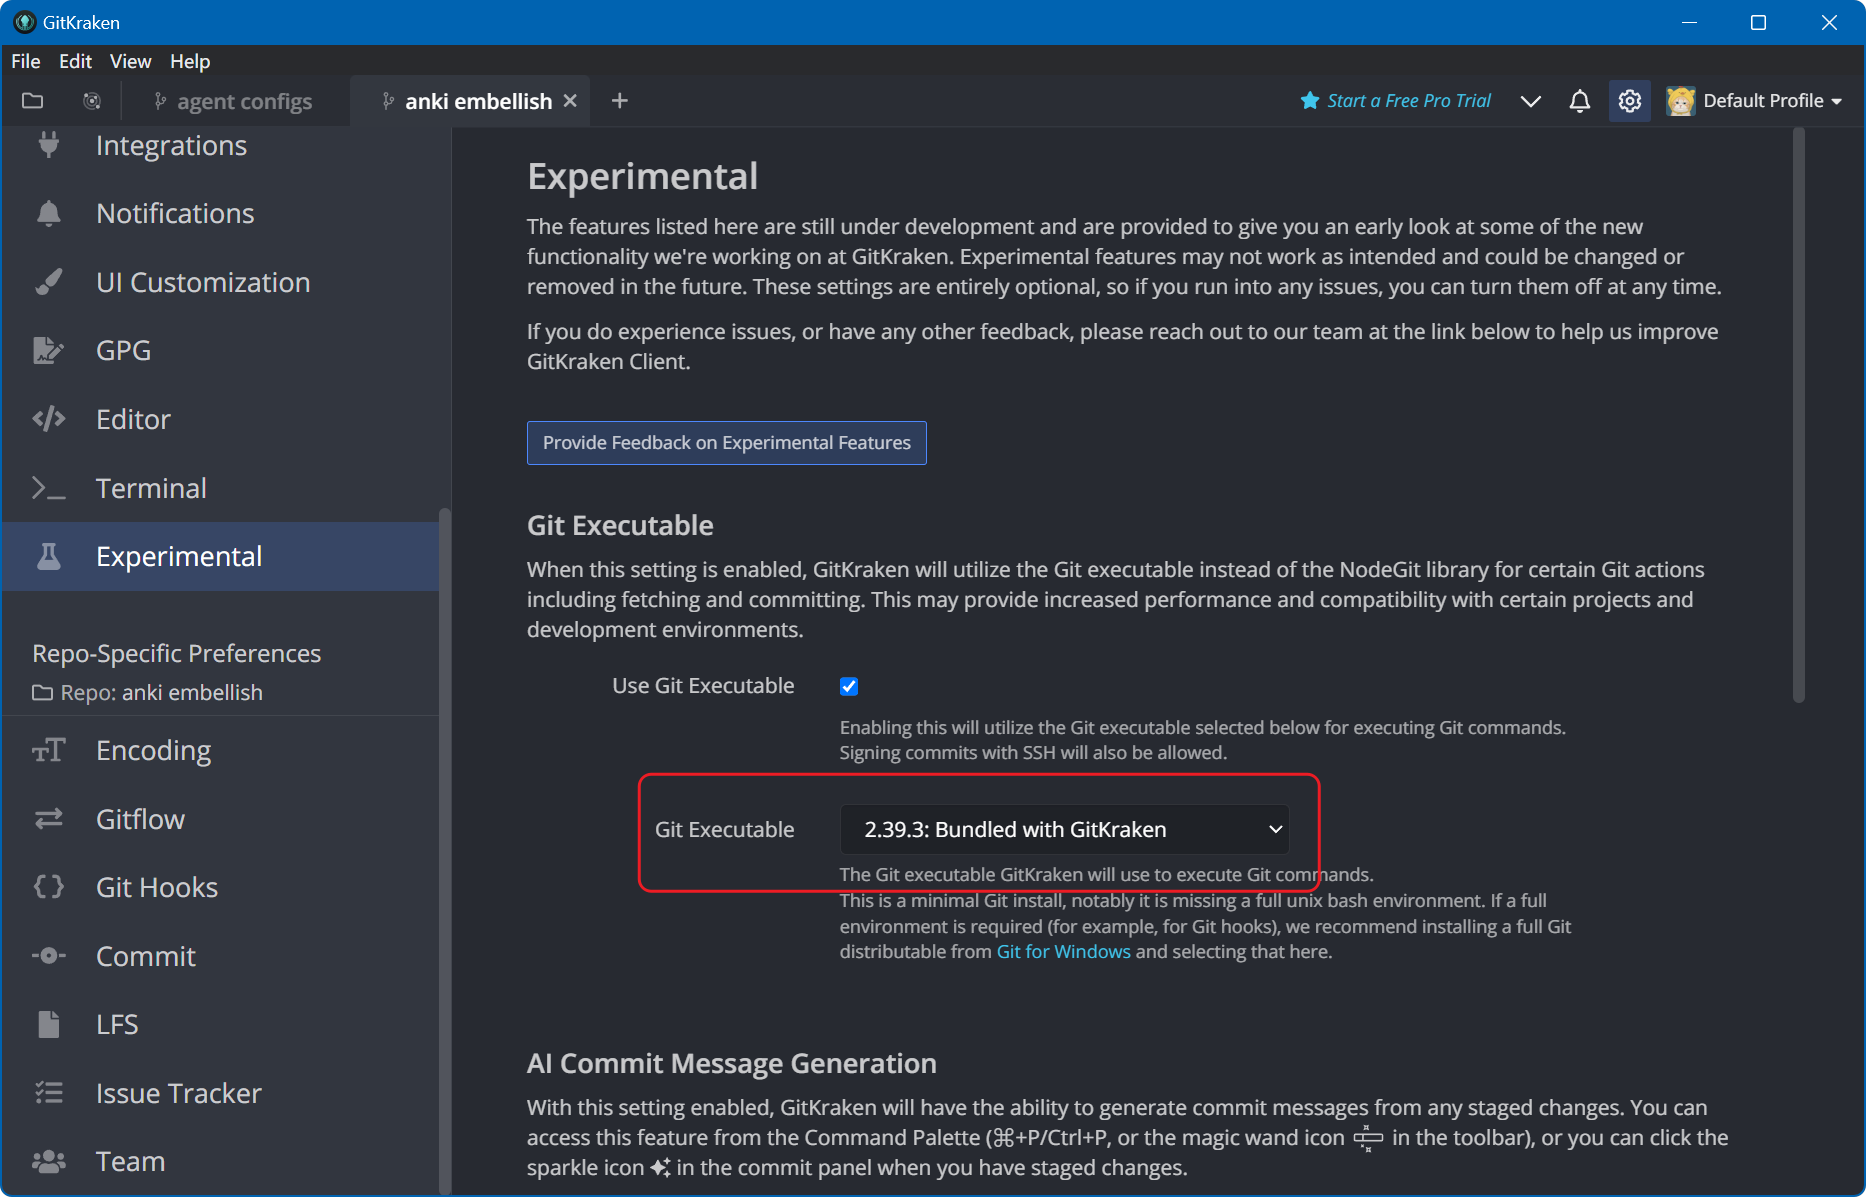 GitKraken
File Edit View Help
agent configs
anki embellish
Start a Free Pro Trial
Default Profile
Integrations
Notifications
UI Customization
GPG
Editor
Terminal
Experimental
Repo-Specific Preferences
Repo: anki embellish
Encoding
Gitflow
Git Hooks
Commit
LFS
Issue Tracker
Team
Experimental
The features listed here are still under development and are provided to give you an early look at some of the new
functionality we're working on at GitKraken. Experimental features may not work as intended and could be changed or
removed in the future. These settings are entirely optional, so if you run into any issues, you can turn them off at any time.
If you do experience issues, or have any other feedback, please reach out to our team at the link below to help us improve
GitKraken Client.
Provide Feedback on Experimental Features
Git Executable
When this setting is enabled, GitKraken will utilize the Git executable instead of the NodeGit library for certain Git actions
including fetching and committing. This may provide increased performance and compatibility with certain projects and
development environments.
Use Git Executable
Enabling this will utilize the Git executable selected below for executing Git commands.
Signing commits with SSH will also be allowed.
Git Executable
2.39.3: Bundled with GitKraken
The Git executable GitKraken will use to execute Git commands.
This is a minimal Git install, notably it is missing a full unix bash environment. If a full
environment is required (for example, for Git hooks), we recommend installing a full Git
distributable from Git for Windows and selecting that here.
AI Commit Message Generation
With this setting enabled, GitKraken will have the ability to generate commit messages from any staged changes. You can
access this feature from the Command Palette (⌘+P/Ctrl+P, or the magic wand icon in the toolbar), or you can click the
sparkle icon in the commit panel when you have staged changes.